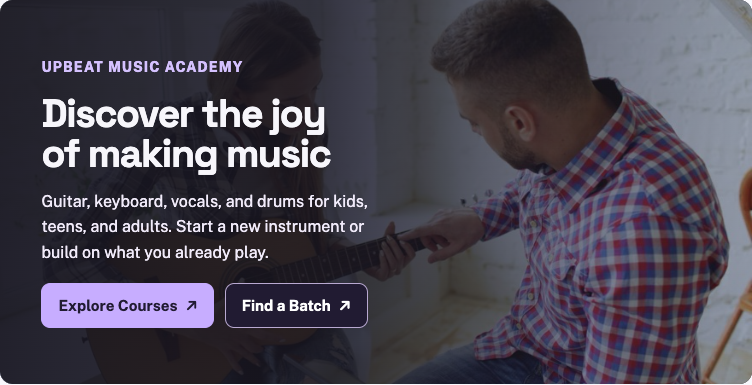 UPBEAT MUSIC ACADEMY
Discover the joy
of making music
Guitar, keyboard, vocals, and drums for kids,
teens, and adults. Start a new instrument or
build on what you already play.
Explore Courses ↗
Find a Batch ↗